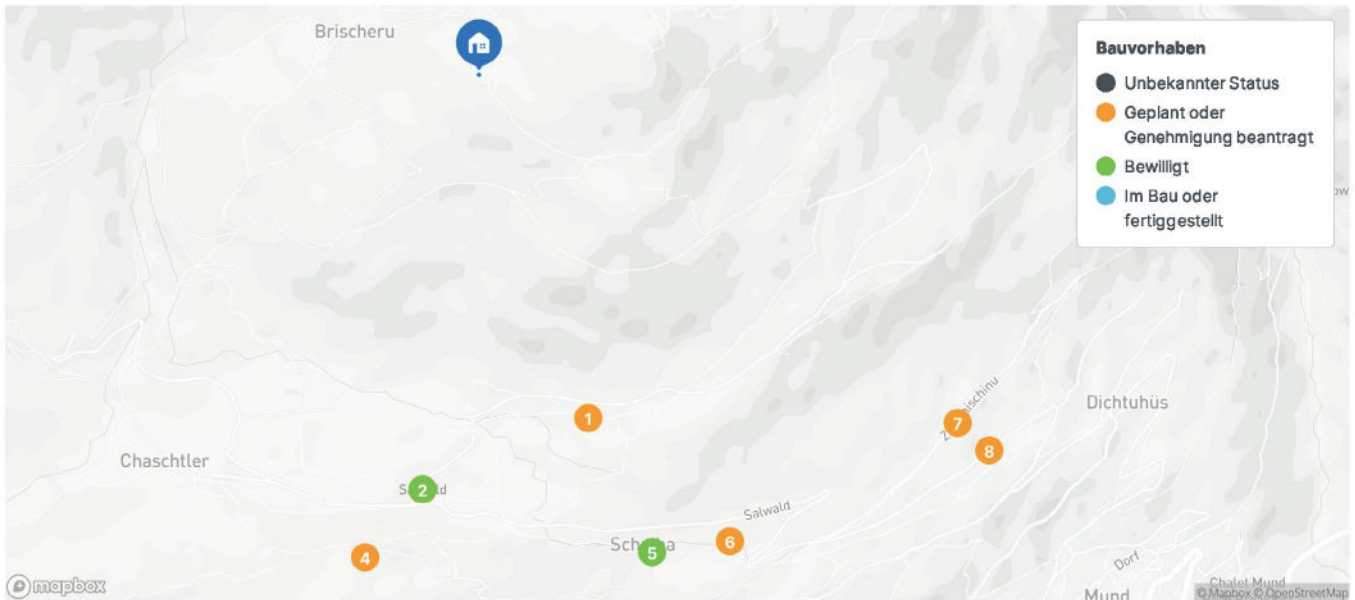 Brischeru
Bauvorhaben
Unbekannter Status
Geplant oder
Genehmigung beantragt
Bewilligt
Im Bau oder
fertiggestellt
ow
1
7
8
Dichtuhüs
Chaschtler
2
Salwald
4
5
6
Dorf
Mund
Chalet Mund
mapbox
© Mapbox © OpenStreetMap